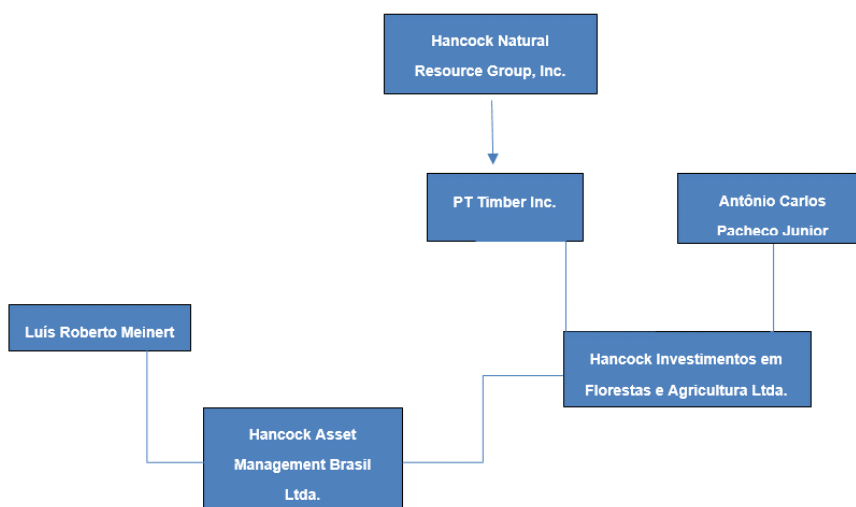 Hancock Natural
Resource Group, Inc.
PT Timber Inc.
Antônio Carlos
Pacheco Junior
Luís Roberto Meinert
Hancock Investimentos em
Florestas e Agricultura Ltda.
Hancock Asset
Management Brasil
Ltda.